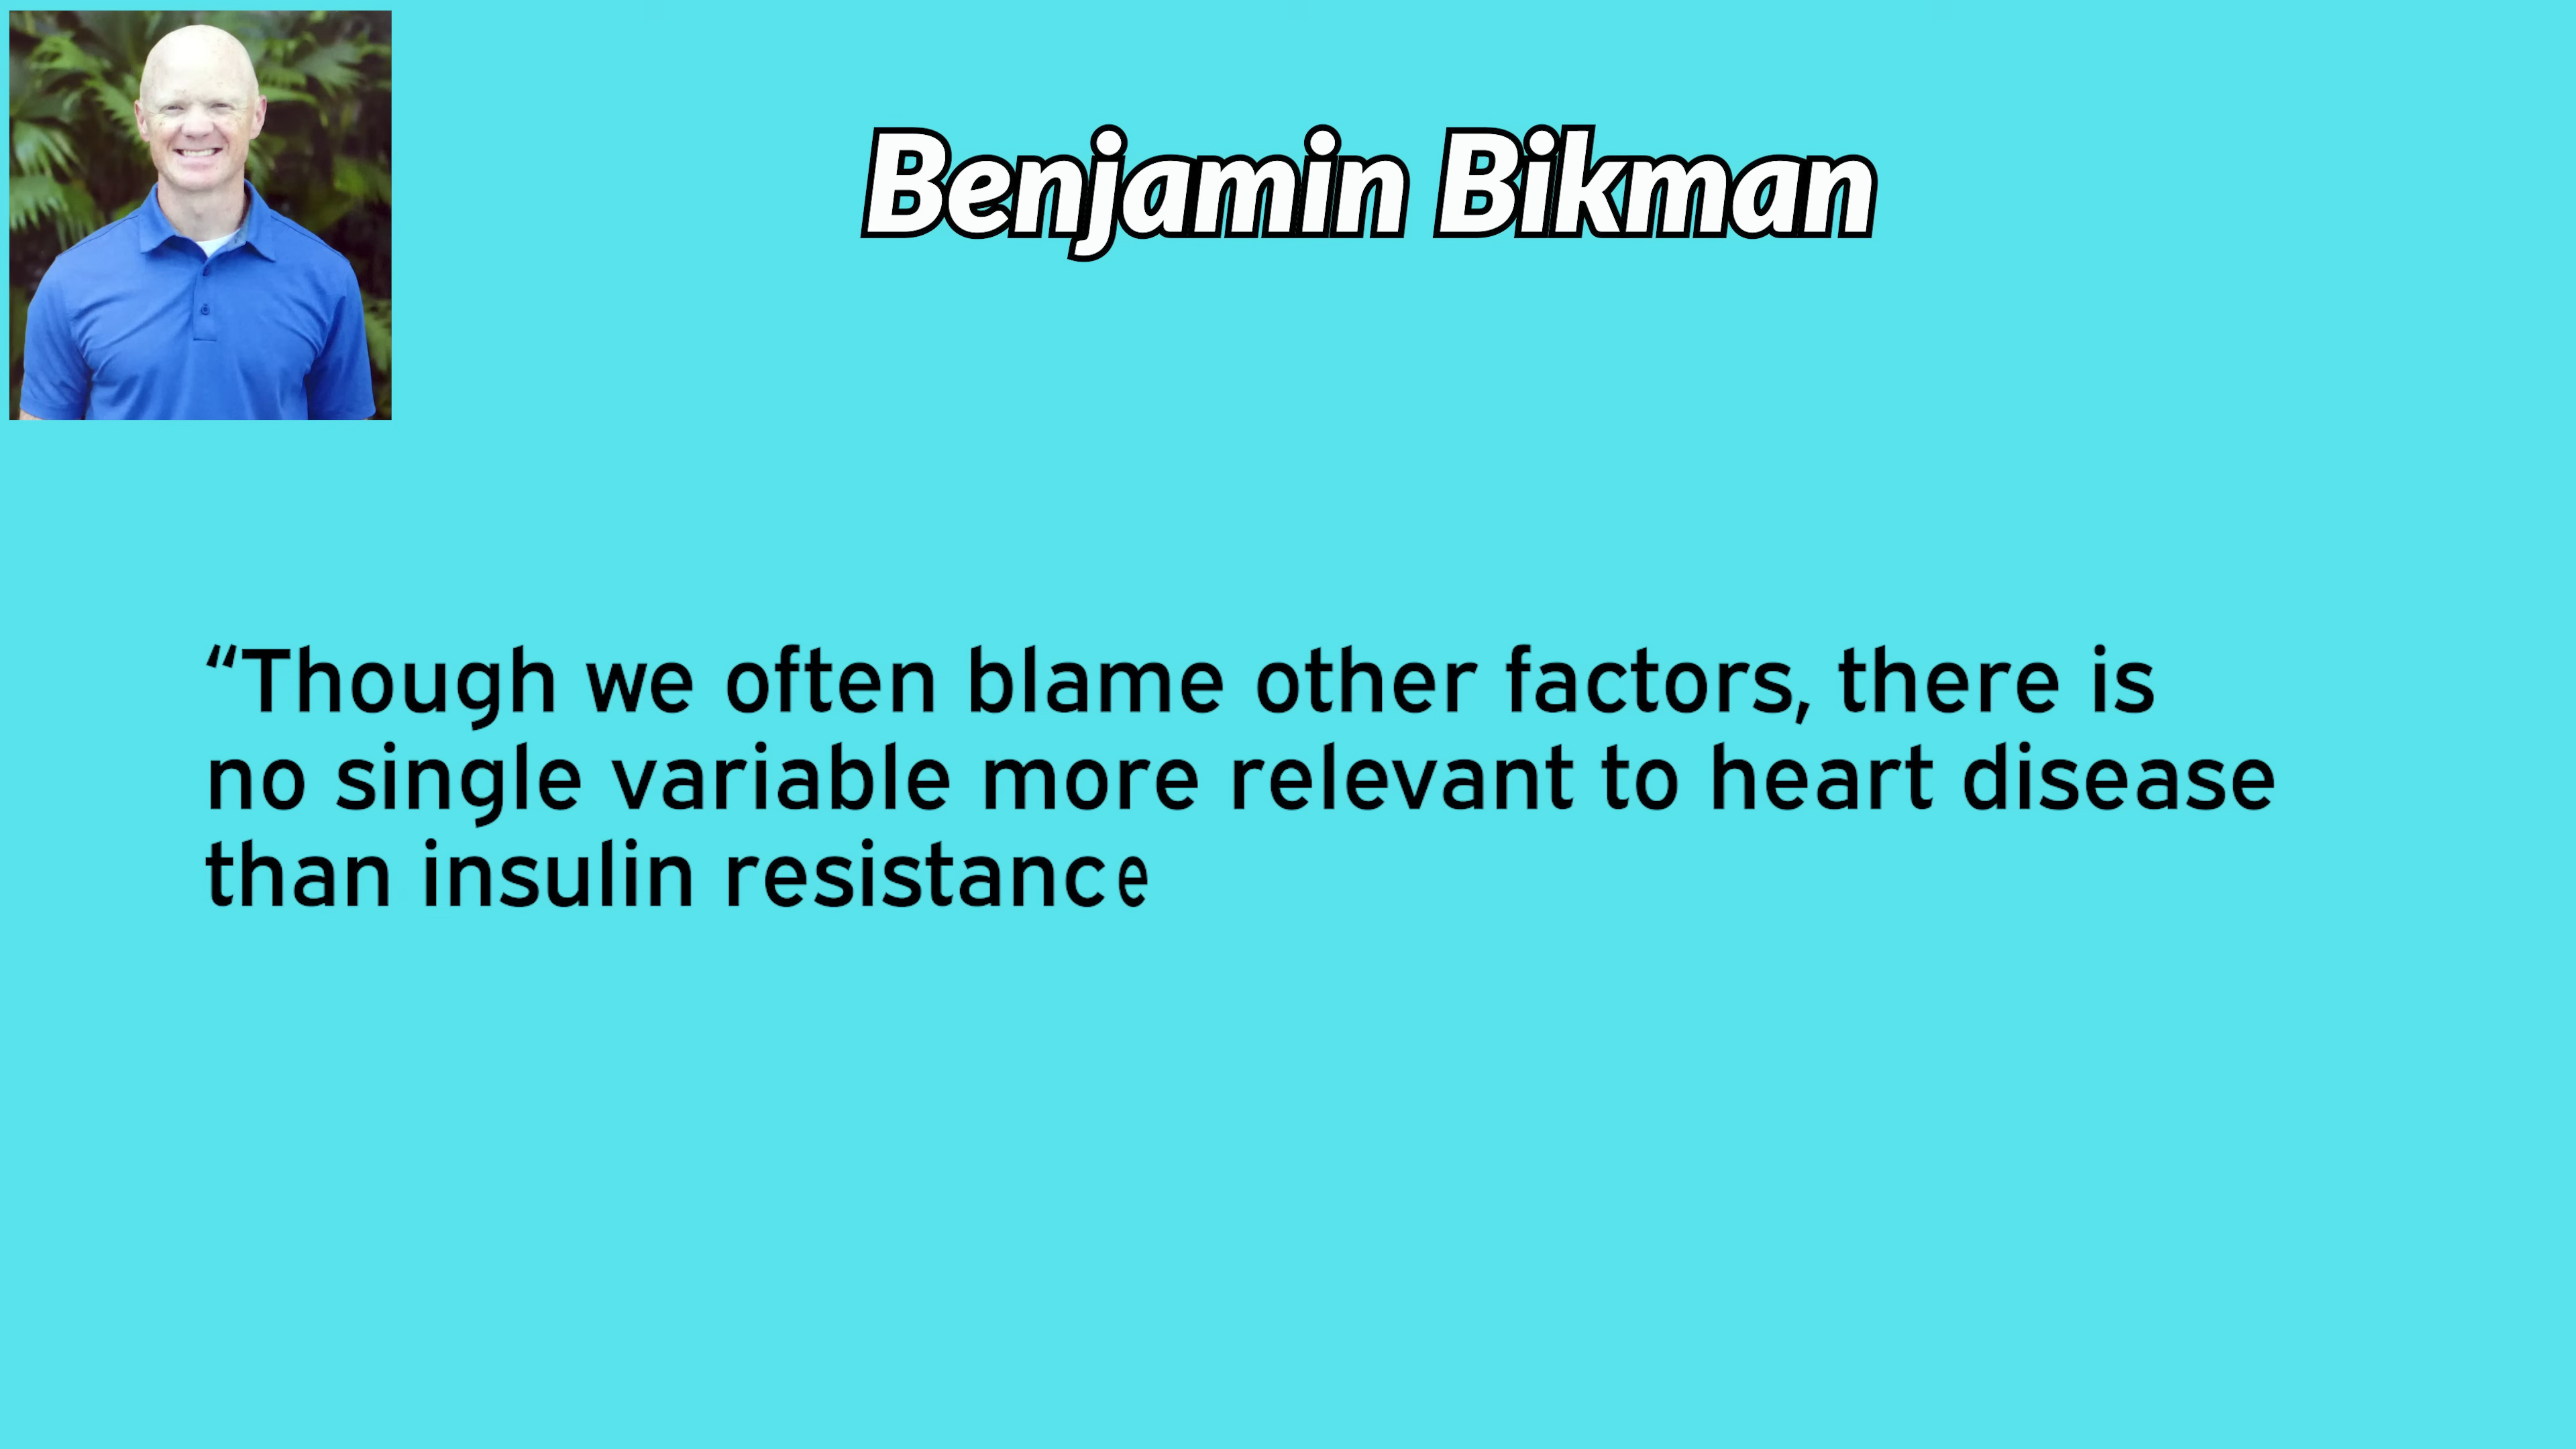 Benjamin Bikman
“Though we often blame other factors, there is
no single variable more relevant to heart disease
than insulin resistance